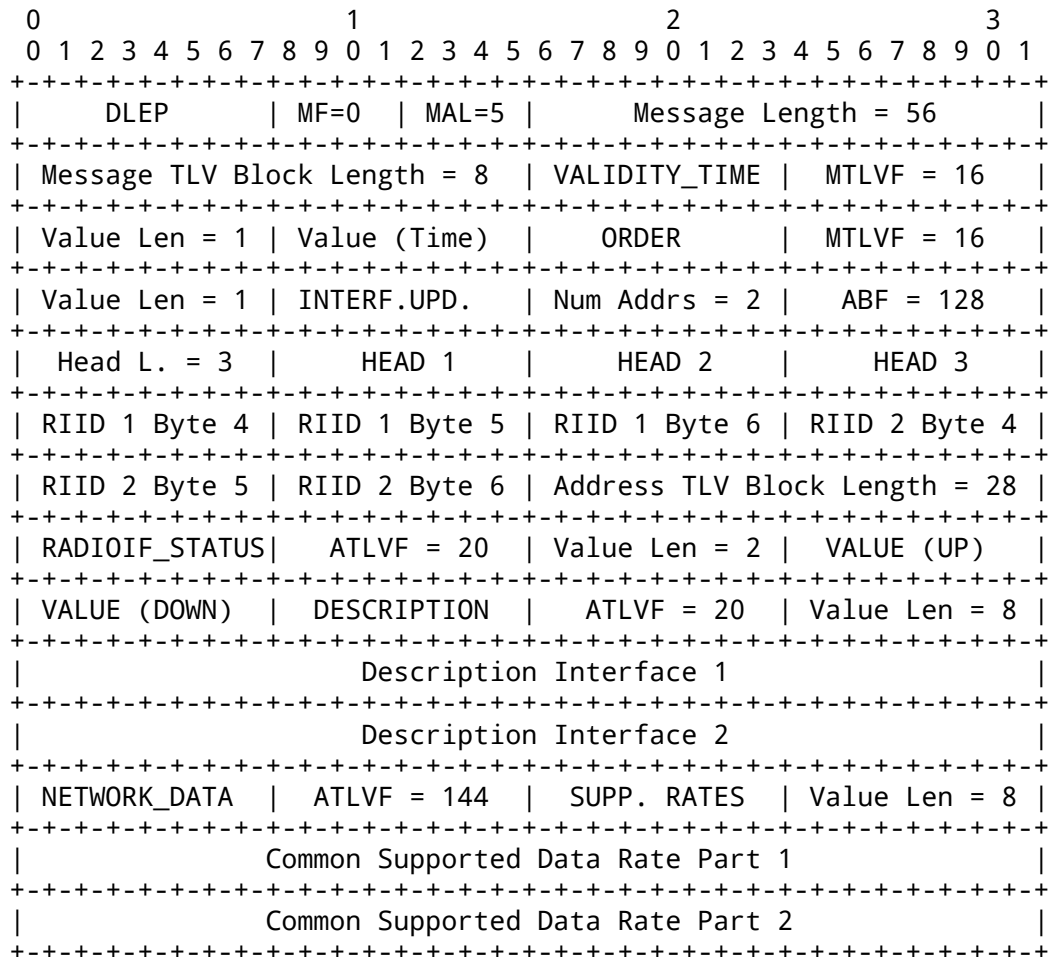 0                   1                   2                   3
 0 1 2 3 4 5 6 7 8 9 0 1 2 3 4 5 6 7 8 9 0 1 2 3 4 5 6 7 8 9 0 1
+-+-+-+-+-+-+-+-+-+-+-+-+-+-+-+-+-+-+-+-+-+-+-+-+-+-+-+-+-+-+-+-+
|     DLEP      | MF=0  | MAL=5 |      Message Length = 56      |
+-+-+-+-+-+-+-+-+-+-+-+-+-+-+-+-+-+-+-+-+-+-+-+-+-+-+-+-+-+-+-+-+
| Message TLV Block Length = 8  | VALIDITY_TIME |  MTLVF = 16   |
+-+-+-+-+-+-+-+-+-+-+-+-+-+-+-+-+-+-+-+-+-+-+-+-+-+-+-+-+-+-+-+-+
| Value Len = 1 | Value (Time)  |    ORDER      |  MTLVF = 16   |
+-+-+-+-+-+-+-+-+-+-+-+-+-+-+-+-+-+-+-+-+-+-+-+-+-+-+-+-+-+-+-+-+
| Value Len = 1 | INTERF.UPD.   | Num Addrs = 2 |   ABF = 128   |
+-+-+-+-+-+-+-+-+-+-+-+-+-+-+-+-+-+-+-+-+-+-+-+-+-+-+-+-+-+-+-+-+
|  Head L. = 3  |     HEAD 1    |     HEAD 2    |     HEAD 3    |
+-+-+-+-+-+-+-+-+-+-+-+-+-+-+-+-+-+-+-+-+-+-+-+-+-+-+-+-+-+-+-+-+
| RIID 1 Byte 4 | RIID 1 Byte 5 | RIID 1 Byte 6 | RIID 2 Byte 4 |
+-+-+-+-+-+-+-+-+-+-+-+-+-+-+-+-+-+-+-+-+-+-+-+-+-+-+-+-+-+-+-+-+
| RIID 2 Byte 5 | RIID 2 Byte 6 | Address TLV Block Length = 28 |
+-+-+-+-+-+-+-+-+-+-+-+-+-+-+-+-+-+-+-+-+-+-+-+-+-+-+-+-+-+-+-+-+
| RADIOIF_STATUS|   ATLVF = 20  | Value Len = 2 |  VALUE (UP)   |
+-+-+-+-+-+-+-+-+-+-+-+-+-+-+-+-+-+-+-+-+-+-+-+-+-+-+-+-+-+-+-+-+
| VALUE (DOWN)  |  DESCRIPTION  |   ATLVF = 20  | Value Len = 8 |
+-+-+-+-+-+-+-+-+-+-+-+-+-+-+-+-+-+-+-+-+-+-+-+-+-+-+-+-+-+-+-+-+
|                     Description Interface 1                   |
+-+-+-+-+-+-+-+-+-+-+-+-+-+-+-+-+-+-+-+-+-+-+-+-+-+-+-+-+-+-+-+-+
|                     Description Interface 2                   |
+-+-+-+-+-+-+-+-+-+-+-+-+-+-+-+-+-+-+-+-+-+-+-+-+-+-+-+-+-+-+-+-+
| NETWORK_DATA  |  ATLVF = 144  |  SUPP. RATES  | Value Len = 8 |
+-+-+-+-+-+-+-+-+-+-+-+-+-+-+-+-+-+-+-+-+-+-+-+-+-+-+-+-+-+-+-+-+
|               Common Supported Data Rate Part 1               |
+-+-+-+-+-+-+-+-+-+-+-+-+-+-+-+-+-+-+-+-+-+-+-+-+-+-+-+-+-+-+-+-+
|               Common Supported Data Rate Part 2               |
+-+-+-+-+-+-+-+-+-+-+-+-+-+-+-+-+-+-+-+-+-+-+-+-+-+-+-+-+-+-+-+-+